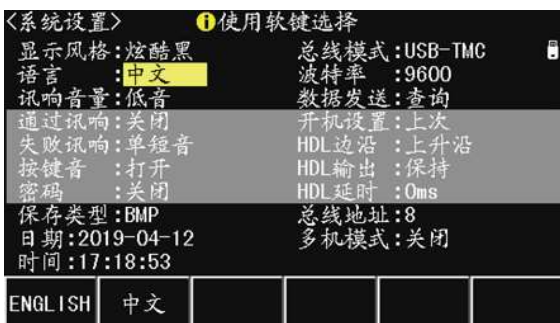 <系统设置> 使用软键选择
显示风格:炫酷黑 总线模式:USB-TMC
语言 :中文 波特率 :9600
讯响音量:低音 数据发送:查询
通过讯响:关闭 开机设置:上次
失败讯响:单短音 HDL边沿 :上升沿
按键音 :打开 HDL输出 :保持
密码 :关闭 HDL延时 :0ms
保存类型:BMP 总线地址:8
日期:2019-04-12 多机模式:关闭
时间:17:18:53
ENGLISH 中文